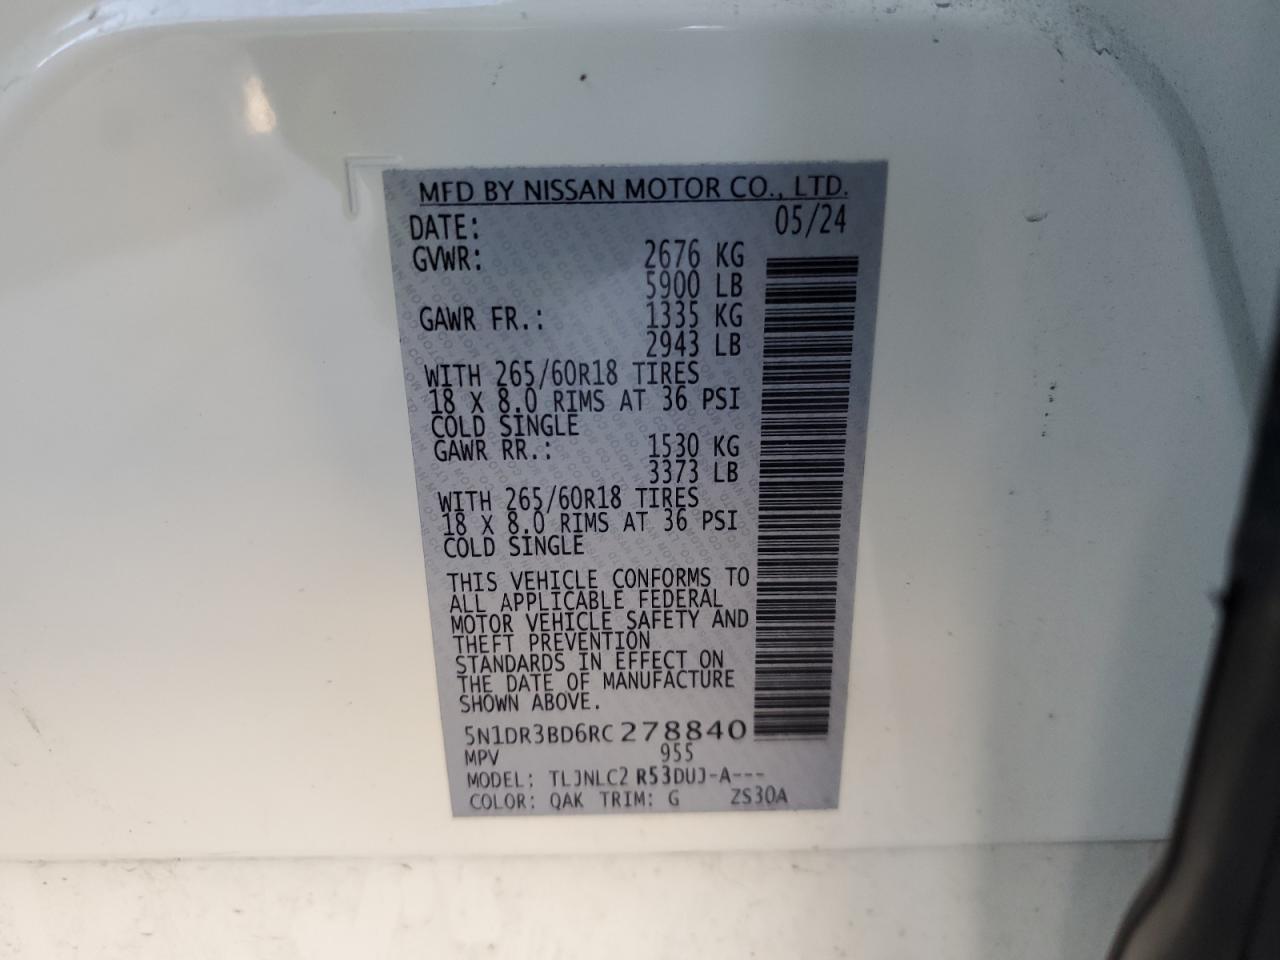 MFD BY NISSAN MOTOR CO., LTD.
DATE: 05/24
GVWR: 2676 KG
5900 LB
GAWR FR.: 1335 KG
2943 LB
WITH 265/60R18 TIRES
18 X 8.0 RIMS AT 36 PSI
COLD SINGLE
GAWR RR.: 1530 KG
3373 LB
WITH 265/60R18 TIRES
18 X 8.0 RIMS AT 36 PSI
COLD SINGLE
THIS VEHICLE CONFORMS TO
ALL APPLICABLE FEDERAL
MOTOR VEHICLE SAFETY AND
THEFT PREVENTION
STANDARDS IN EFFECT ON
THE DATE OF MANUFACTURE
SHOWN ABOVE.
5N1DR3BD6RC278840
MPV 955
MODEL: TLJNLC2 R53DUJ-A---
COLOR: QAK TRIM: G ZS30A